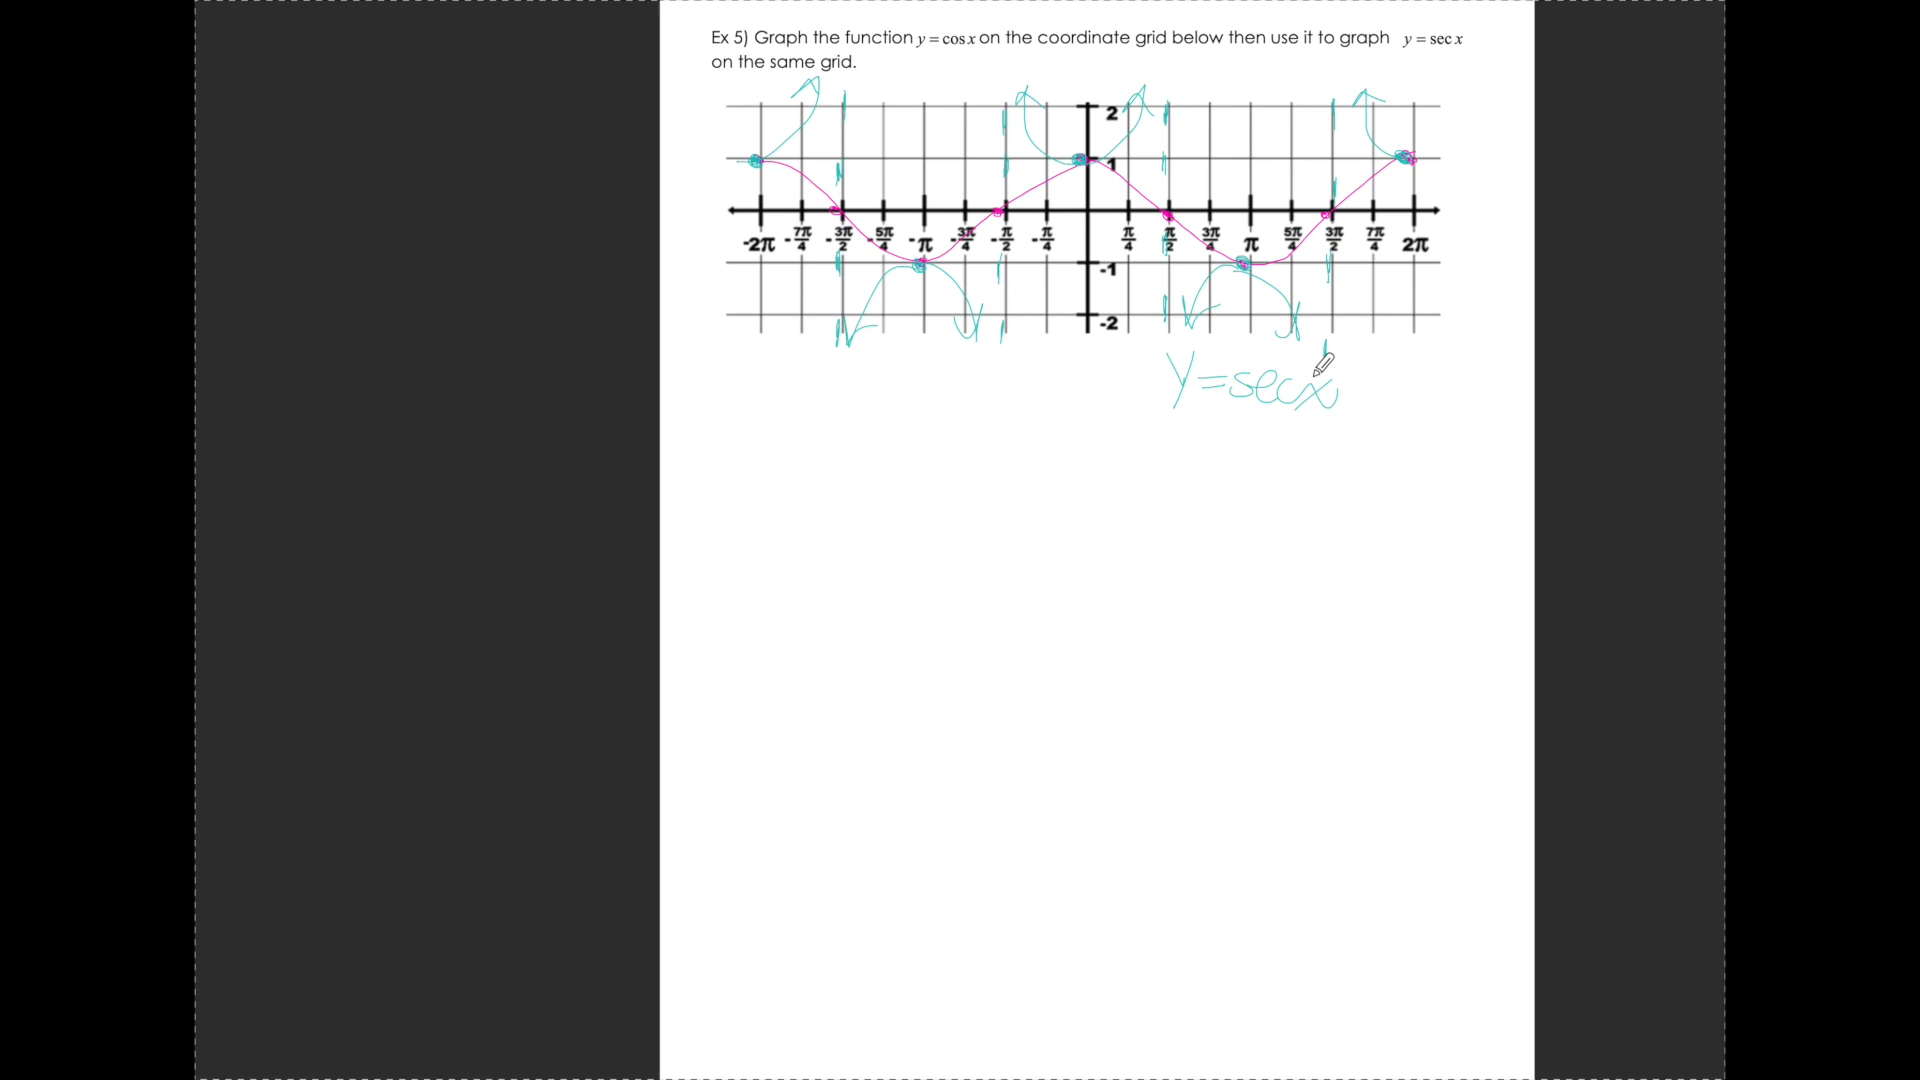 Ex 5) Graph the function y = cos x on the coordinate grid below then use it to graph y = sec x
on the same grid.
2
1
-2π -7π/4 -3π/2 -5π/4 -π -3π/4 -π/2 -π/4 π/4 π/2 3π/4 π 5π/4 3π/2 7π/4 2π
-1
-2
y = sec x